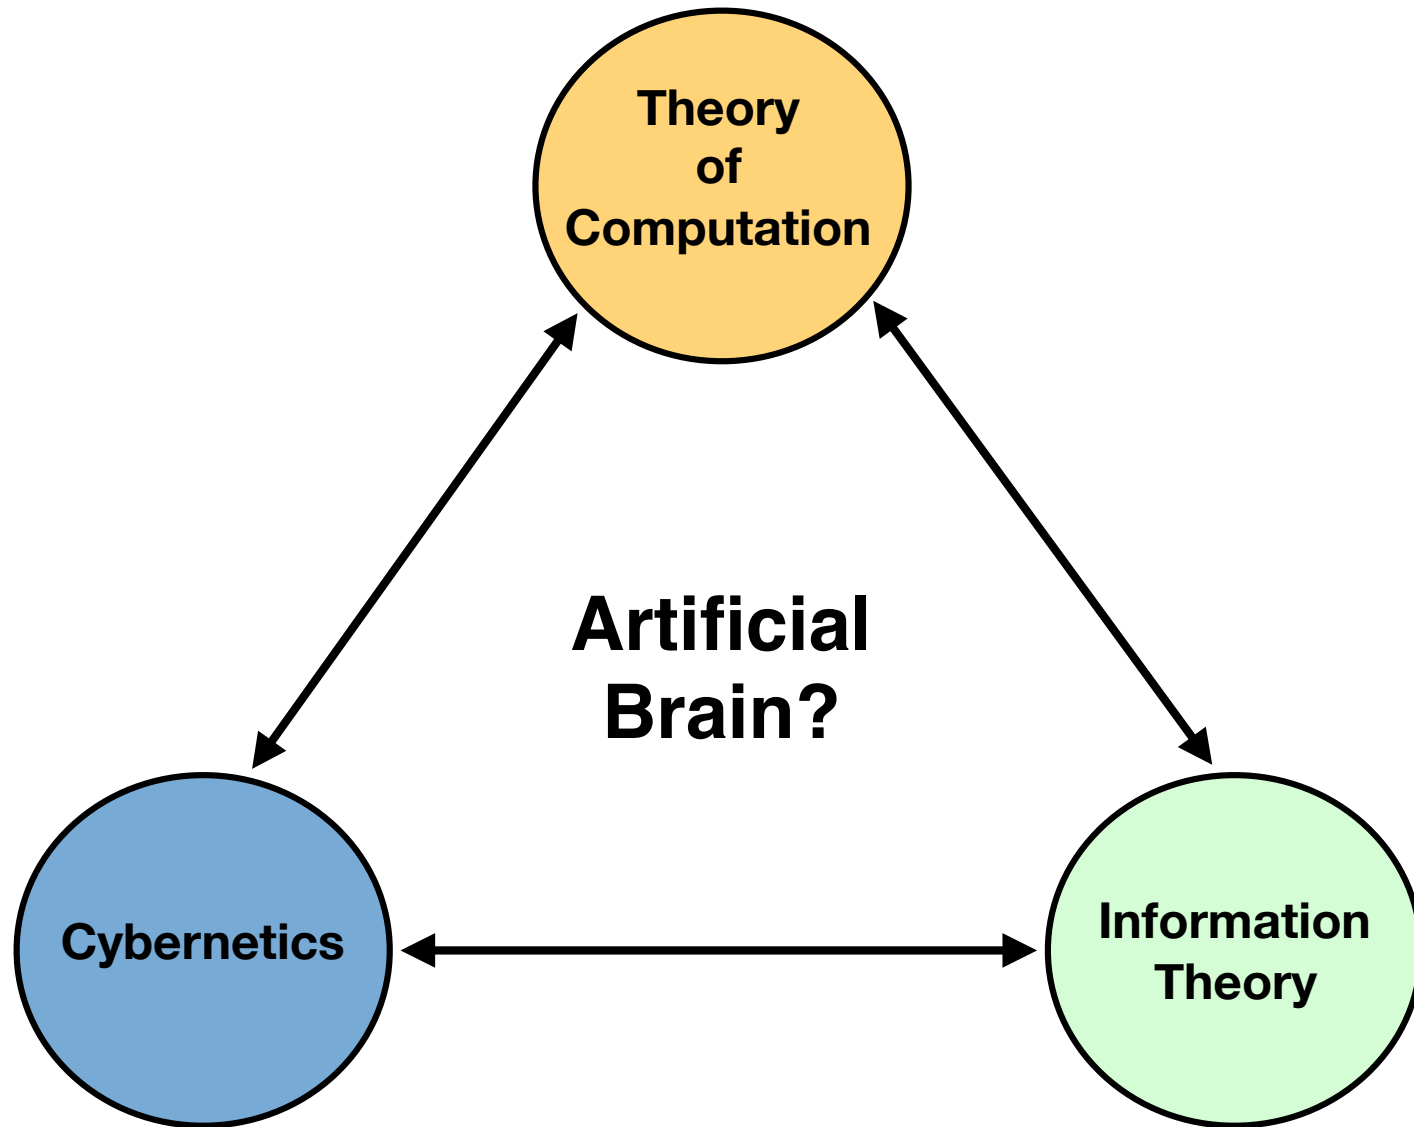 Theory
of
Computation
Artificial
Brain?
Cybernetics
Information
Theory